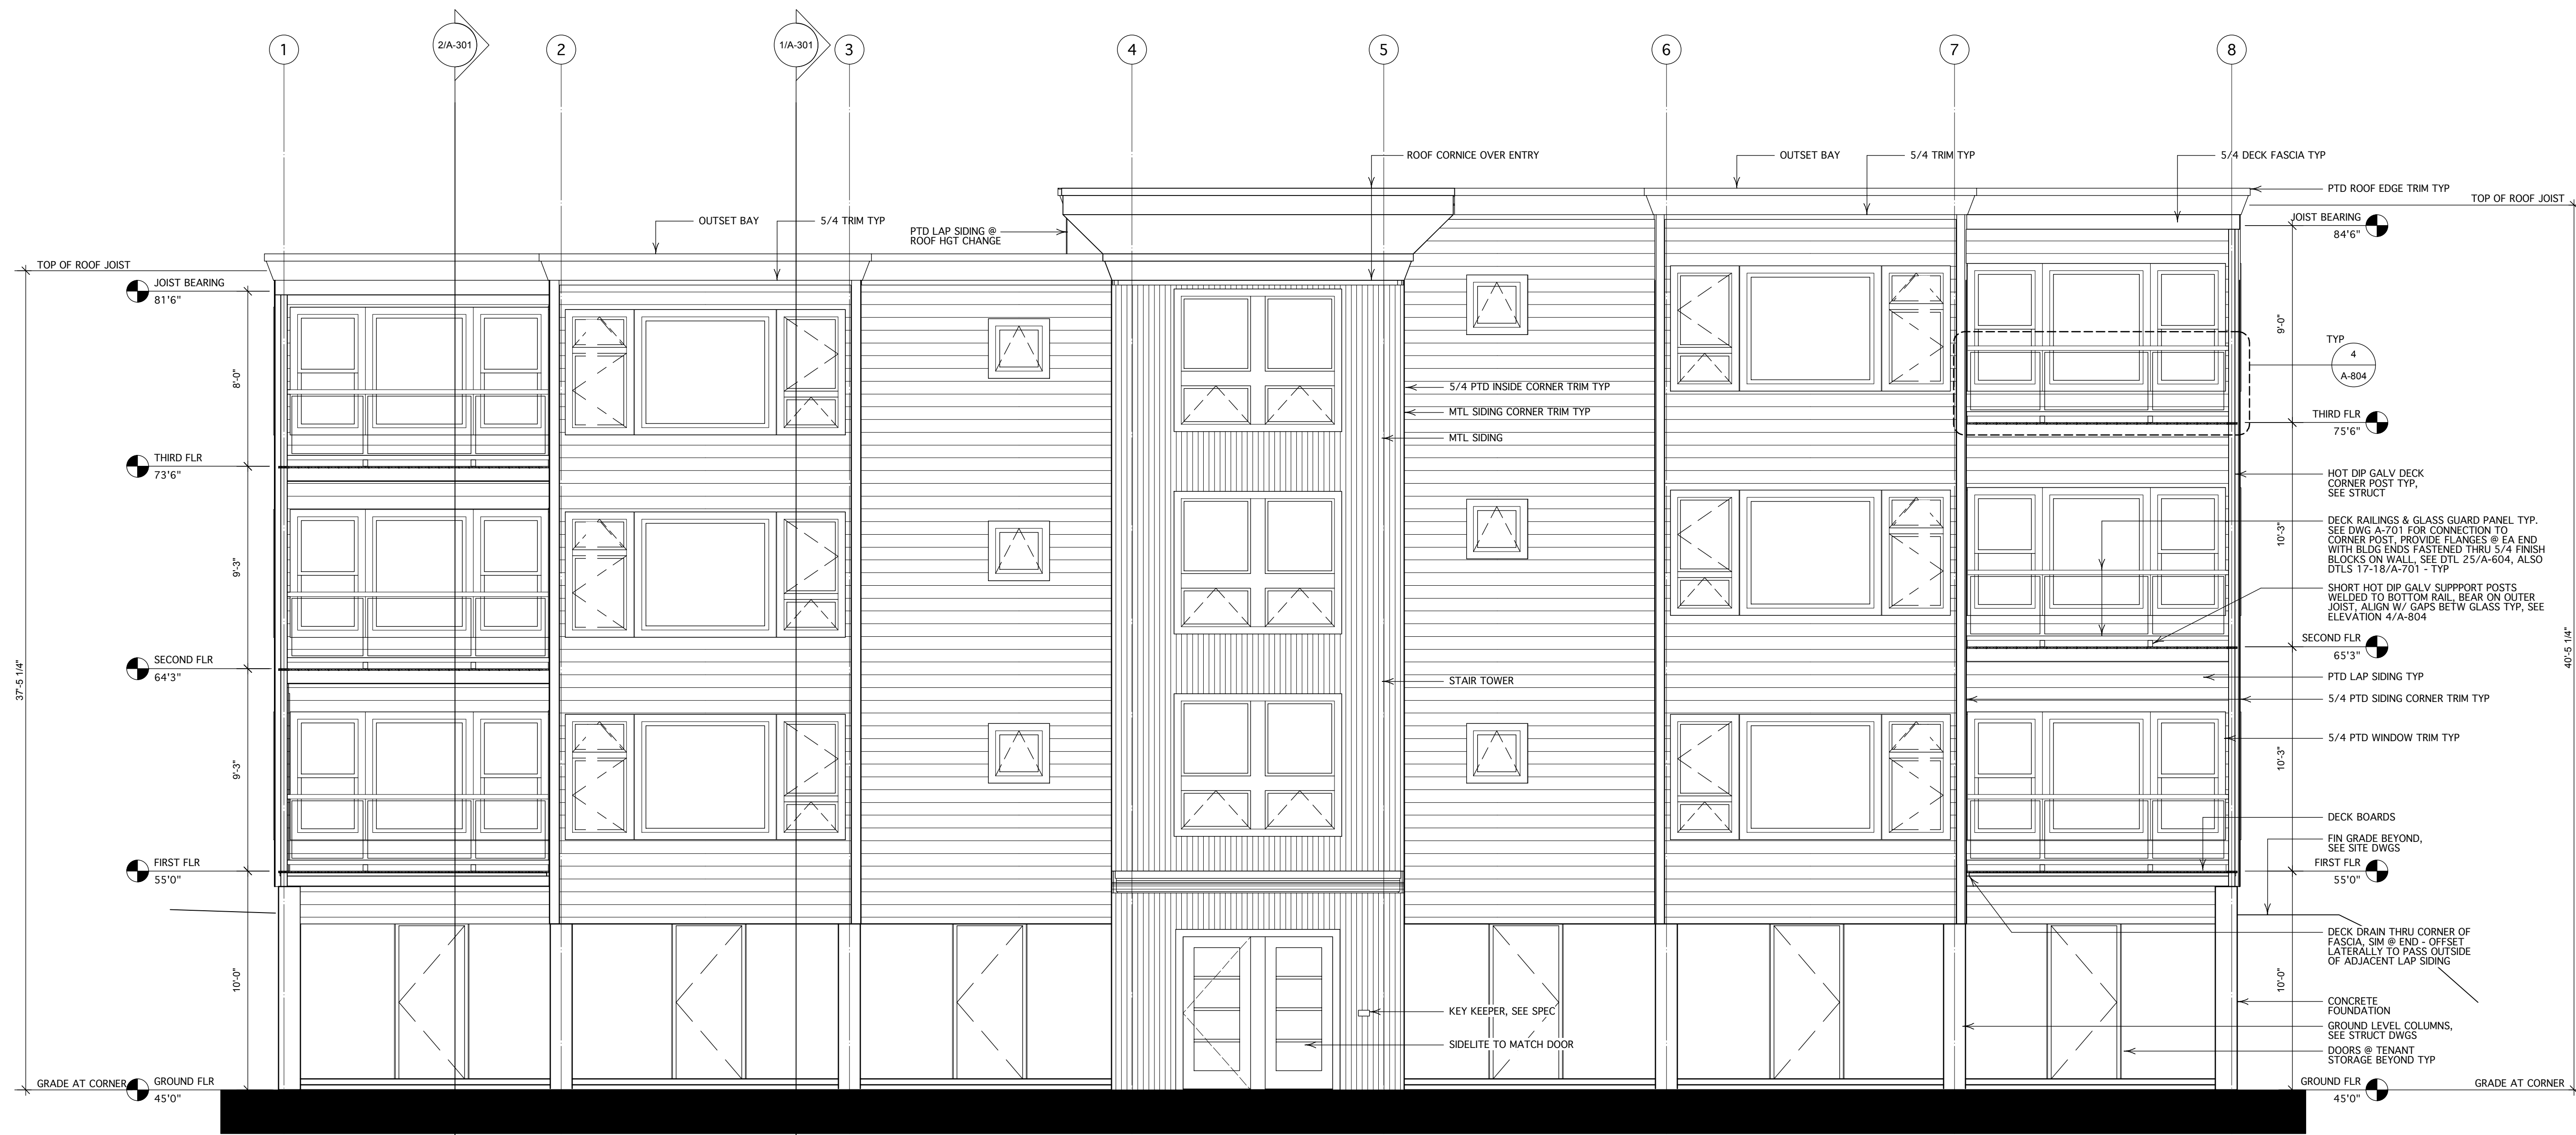 1
2/A-301
2
1/A-301
3
4
5
6
7
8
ROOF CORNICE OVER ENTRY
OUTSET BAY
5/4 TRIM TYP
5/4 DECK FASCIA TYP
PTD ROOF EDGE TRIM TYP
TOP OF ROOF JOIST
JOIST BEARING
84'6"
OUTSET BAY
5/4 TRIM TYP
PTD LAP SIDING @
ROOF HGT CHANGE
TOP OF ROOF JOIST
JOIST BEARING
81'6"
8'-0"
9'-0"
TYP
4
A-804
5/4 PTD INSIDE CORNER TRIM TYP
MTL SIDING CORNER TRIM TYP
MTL SIDING
THIRD FLR
75'6"
THIRD FLR
73'6"
HOT DIP GALV DECK
CORNER POST TYP,
SEE STRUCT
DECK RAILINGS & GLASS GUARD PANEL TYP.
SEE DWG A-701 FOR CONNECTION TO
CORNER POST, PROVIDE FLANGES @ EA END
WITH BLDG ENDS FASTENED THRU 5/4 FINISH
BLOCKS ON WALL, SEE DTL 25/A-604, ALSO
DTLS 17-18/A-701 - TYP
9'-3"
10'-3"
SHORT HOT DIP GALV SUPPPORT POSTS
WELDED TO BOTTOM RAIL, BEAR ON OUTER
JOIST, ALIGN W/ GAPS BETW GLASS TYP, SEE
ELEVATION 4/A-804
SECOND FLR
65'3"
SECOND FLR
64'3"
37'-5 1/4"
40'-5 1/4"
STAIR TOWER
PTD LAP SIDING TYP
5/4 PTD SIDING CORNER TRIM TYP
5/4 PTD WINDOW TRIM TYP
9'-3"
10'-3"
DECK BOARDS
FIN GRADE BEYOND,
SEE SITE DWGS
FIRST FLR
55'0"
FIRST FLR
55'0"
DECK DRAIN THRU CORNER OF
FASCIA, SIM @ END - OFFSET
LATERALLY TO PASS OUTSIDE
OF ADJACENT LAP SIDING
10'-0"
10'-0"
KEY KEEPER, SEE SPEC
SIDELITE TO MATCH DOOR
CONCRETE
FOUNDATION
GROUND LEVEL COLUMNS,
SEE STRUCT DWGS
DOORS @ TENANT
STORAGE BEYOND TYP
GRADE AT CORNER
GROUND FLR
45'0"
GROUND FLR
45'0"
GRADE AT CORNER